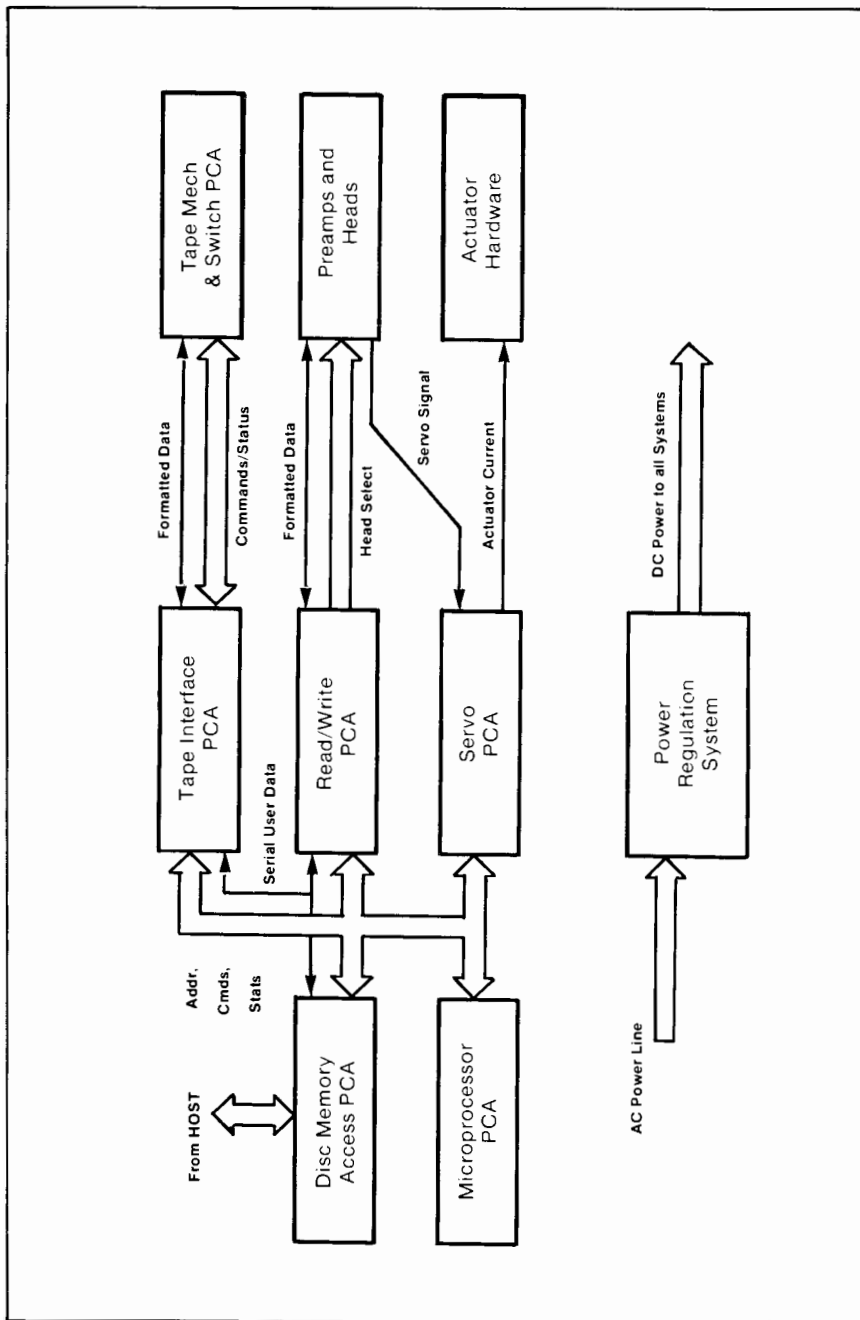 From HOST
Addr,
Cmds,
Stats
Disc Memory
Access PCA
Microprocessor
PCA
Serial User Data
Tape Interface
PCA
Read/Write
PCA
Servo
PCA
Formatted Data
Commands/Status
Formatted Data
Head Select
Servo Signal
Actuator Current
Tape Mech
& Switch PCA
Preamps and
Heads
Actuator
Hardware
AC Power Line
Power
Regulation
System
DC Power to all Systems